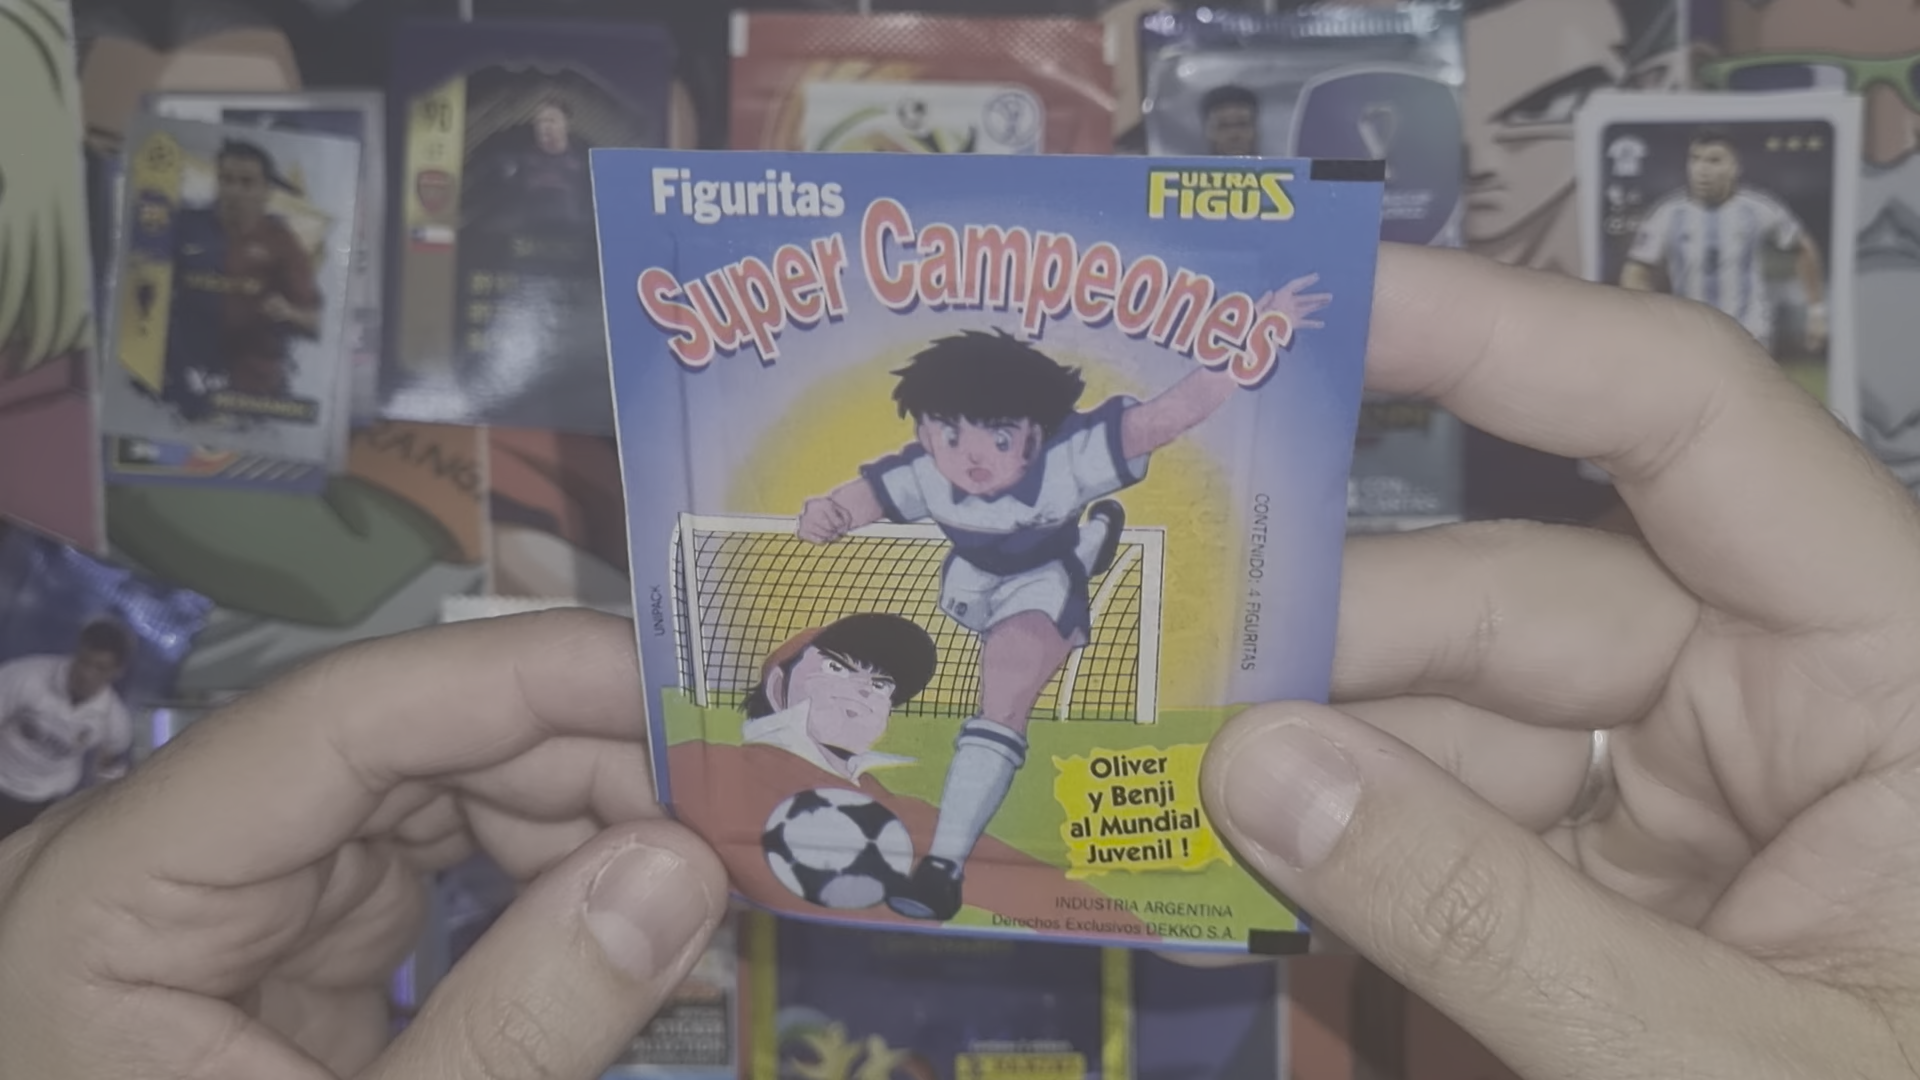 Figuritas
ULTRA
FIGUS
Super Campeones
CONTENIDO: 4 FIGURITAS
UNIPACK
Oliver
y Benji
al Mundial
Juvenil !
INDUSTRIA ARGENTINA
Derechos Exclusivos DEKKO S.A.
90